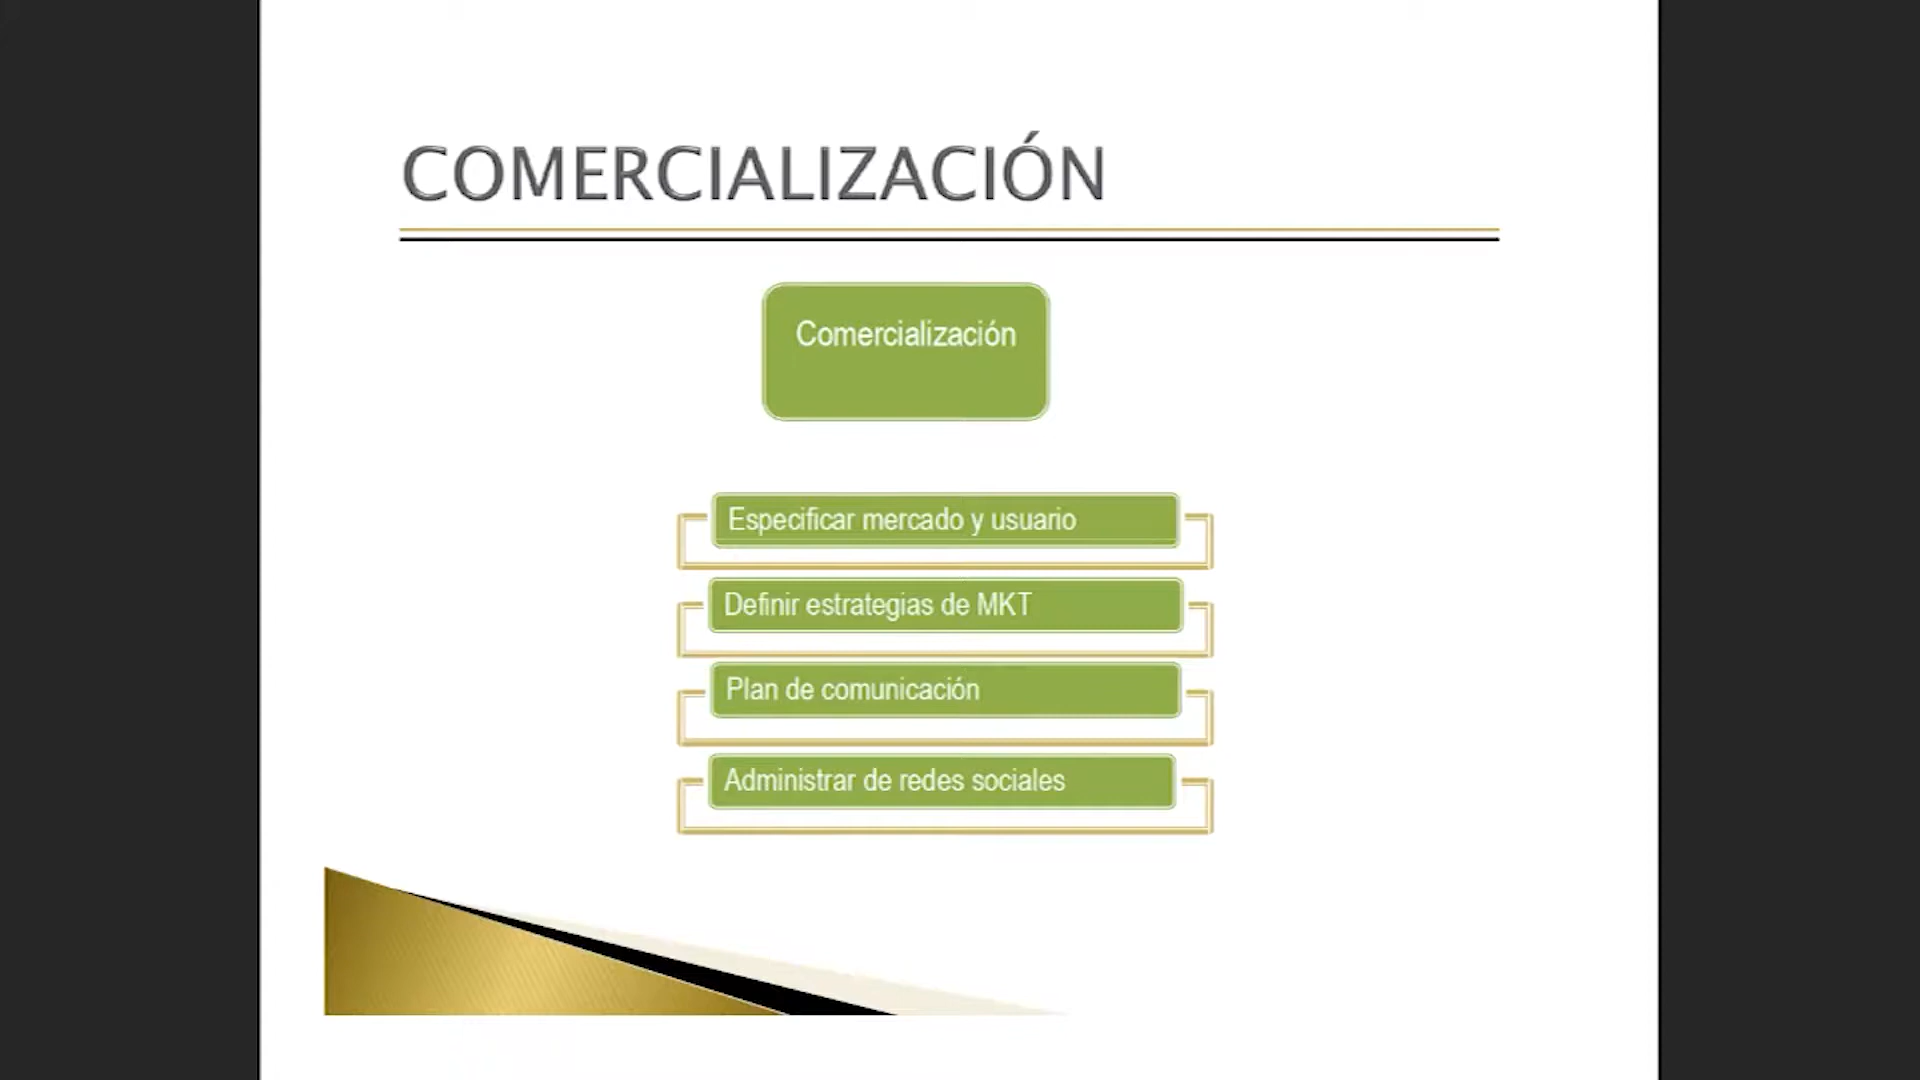 COMERCIALIZACIÓN
Comercialización
Especificar mercado y usuario
Definir estrategias de MKT
Plan de comunicación
Administrar de redes sociales